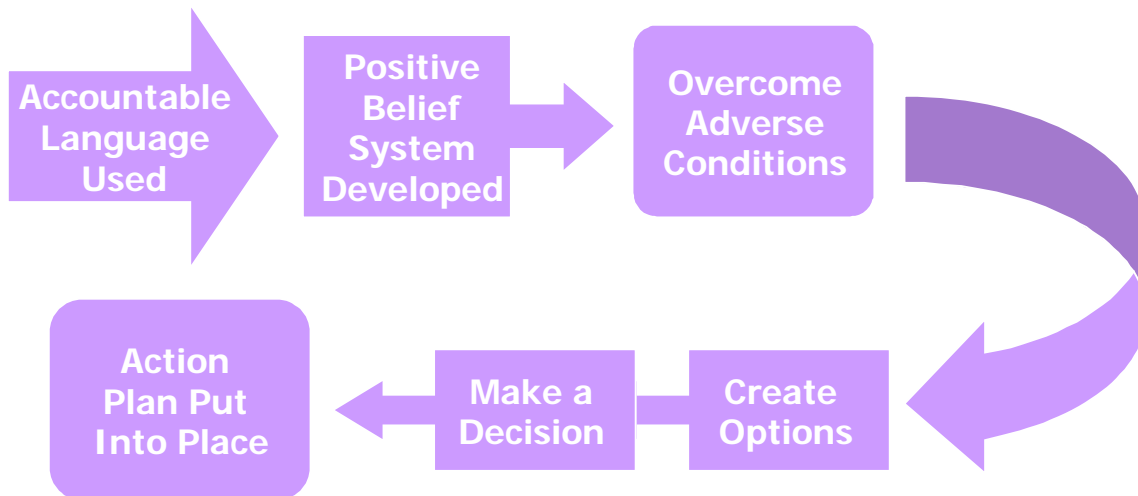 Accountable
Language
Used
Positive
Belief
System
Developed
Overcome
Adverse
Conditions
Create
Options
Make a
Decision
Action
Plan Put
Into Place